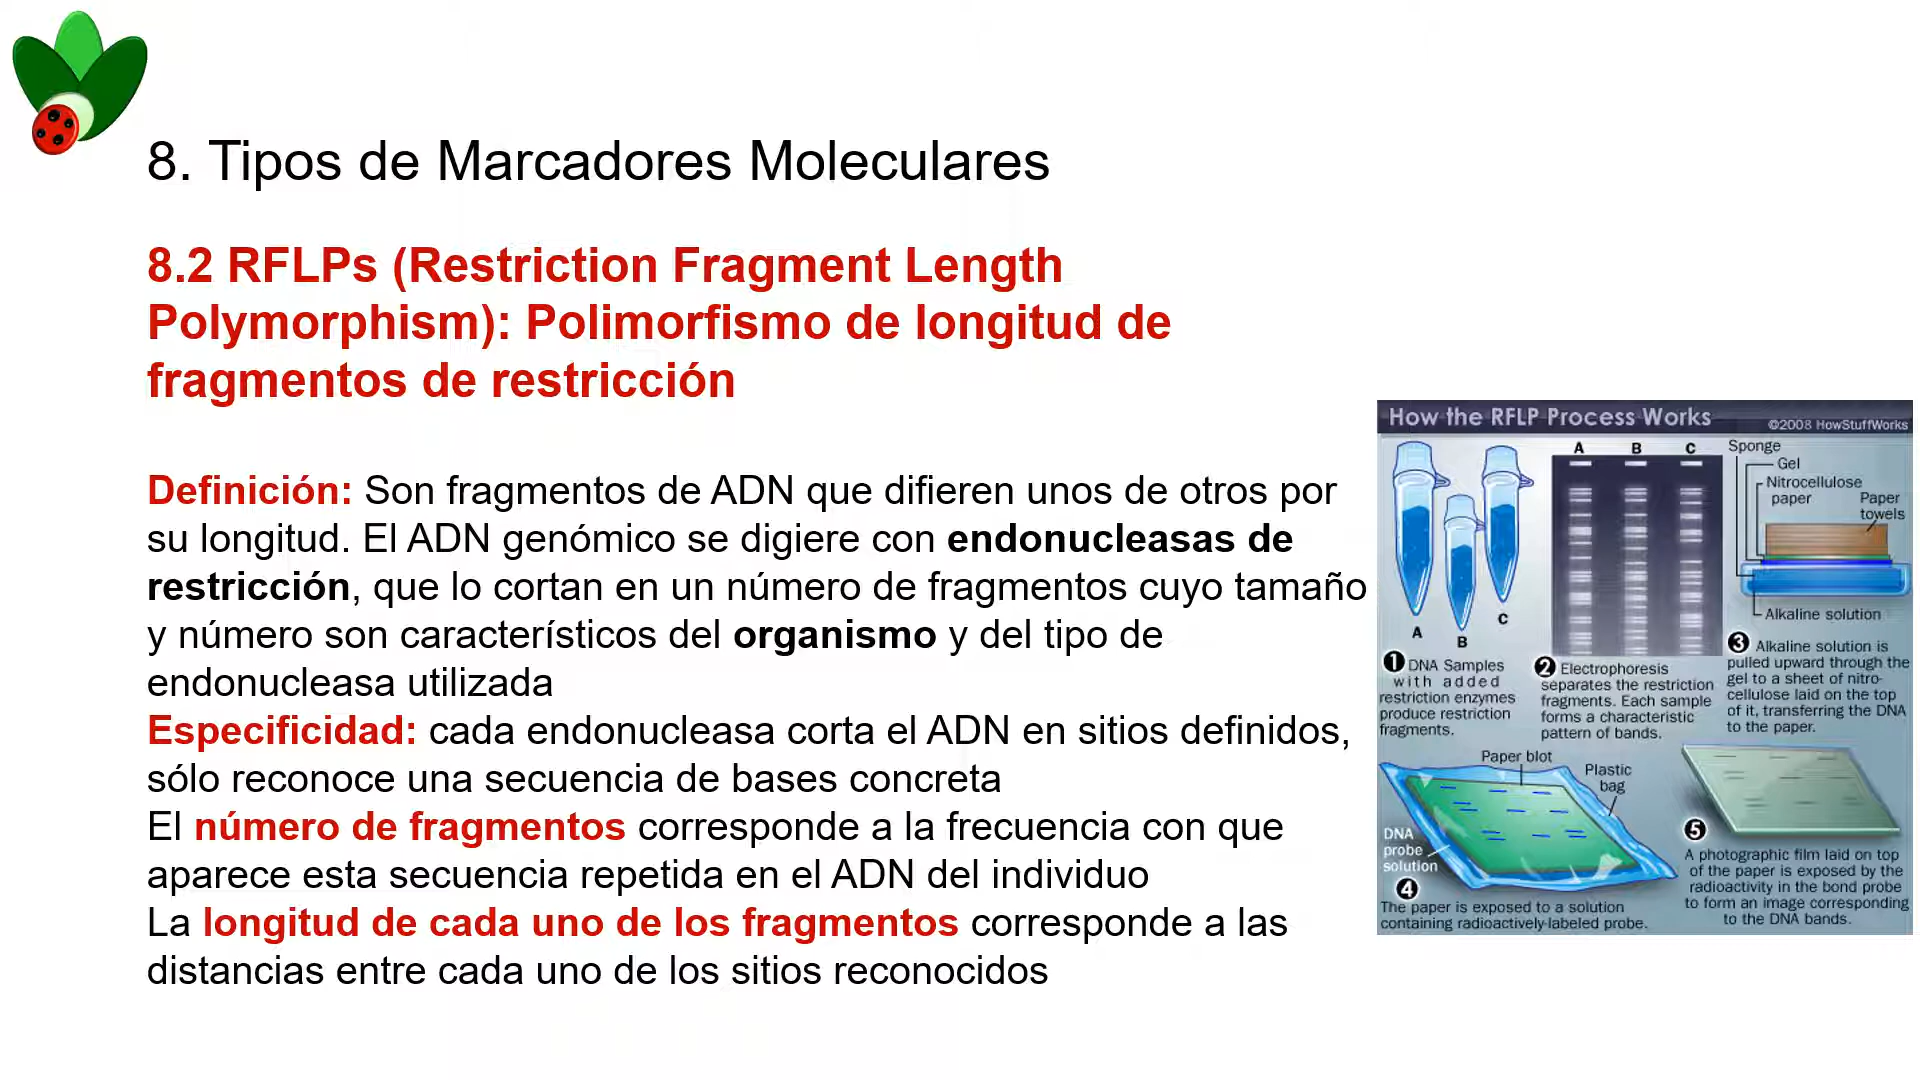 8. Tipos de Marcadores Moleculares
8.2 RFLPs (Restriction Fragment Length
Polymorphism): Polimorfismo de longitud de
fragmentos de restricción
Definición: Son fragmentos de ADN que difieren unos de otros por
su longitud. El ADN genómico se digiere con endonucleasas de
restricción, que lo cortan en un número de fragmentos cuyo tamaño
y número son característicos del organismo y del tipo de
endonucleasa utilizada
Especificidad: cada endonucleasa corta el ADN en sitios definidos,
sólo reconoce una secuencia de bases concreta
El número de fragmentos corresponde a la frecuencia con que
aparece esta secuencia repetida en el ADN del individuo
La longitud de cada uno de los fragmentos corresponde a las
distancias entre cada uno de los sitios reconocidos
How the RFLP Process Works
©2008 HowStuffWorks
A
B
C
1 DNA Samples
with added
restriction enzymes
produce restriction
fragments.
A B C
2 Electrophoresis
separates the restriction
fragments. Each sample
forms a characteristic
pattern of bands.
Sponge
Gel
Nitrocellulose
paper
Paper
towels
Alkaline solution
3 Alkaline solution is
pulled upward through the
gel to a sheet of nitro-
cellulose laid on the top
of it, transferring the DNA
to the paper.
Paper blot
Plastic
bag
DNA
probe
solution
4
The paper is exposed to a solution
containing radioactively-labeled probe.
5
A photographic film laid on top
of the paper is exposed by the
radioactivity in the bond probe
to form an image corresponding
to the DNA bands.